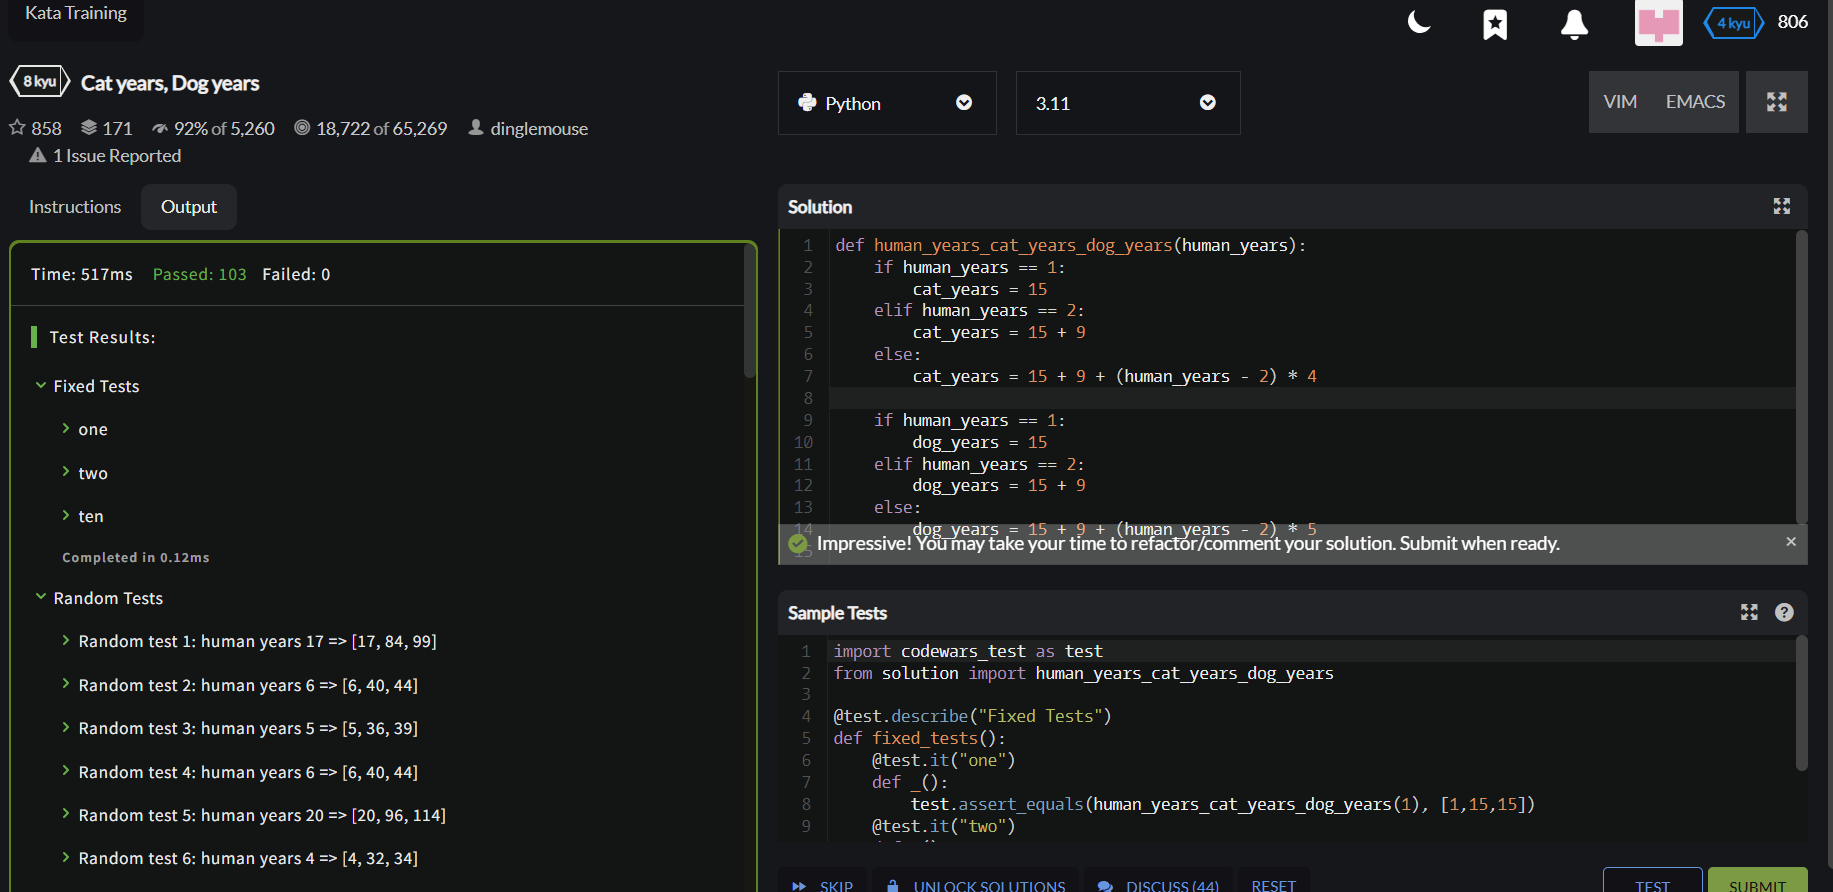 Kata Training
4 kyu 806
8 kyu Cat years, Dog years
858 171 92% of 5,260 18,722 of 65,269 dinglemouse
1 Issue Reported
Instructions Output
Time: 517ms Passed: 103 Failed: 0
Test Results:
Fixed Tests
one
two
ten
Completed in 0.12ms
Random Tests
Random test 1: human years 17 => [17, 84, 99]
Random test 2: human years 6 => [6, 40, 44]
Random test 3: human years 5 => [5, 36, 39]
Random test 4: human years 6 => [6, 40, 44]
Random test 5: human years 20 => [20, 96, 114]
Random test 6: human years 4 => [4, 32, 34]
Python 3.11 VIM EMACS
Solution
1 def human_years_cat_years_dog_years(human_years):
2 if human_years == 1:
3 cat_years = 15
4 elif human_years == 2:
5 cat_years = 15 + 9
6 else:
7 cat_years = 15 + 9 + (human_years - 2) * 4
8
9 if human_years == 1:
10 dog_years = 15
11 elif human_years == 2:
12 dog_years = 15 + 9
13 else:
14 dog_years = 15 + 9 + (human_years - 2) * 5
15
Impressive! You may take your time to refactor/comment your solution. Submit when ready. ×
Sample Tests ?
1 import codewars_test as test
2 from solution import human_years_cat_years_dog_years
3
4 @test.describe("Fixed Tests")
5 def fixed_tests():
6 @test.it("one")
7 def _():
8 test.assert_equals(human_years_cat_years_dog_years(1), [1,15,15])
9 @test.it("two")
SKIP UNLOCK SOLUTIONS DISCUSS (44) RESET TEST SUBMIT